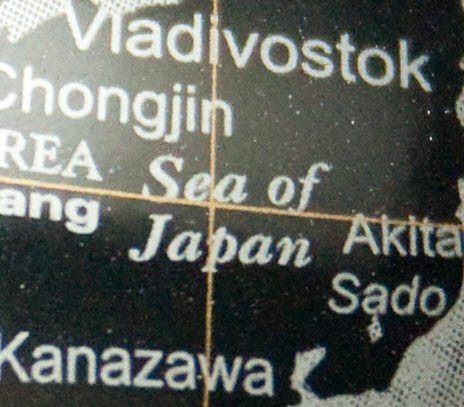 Vladivostok
Chongjin
REA
Sea of
ang
Japan
Akita
Sado
Kanazawa